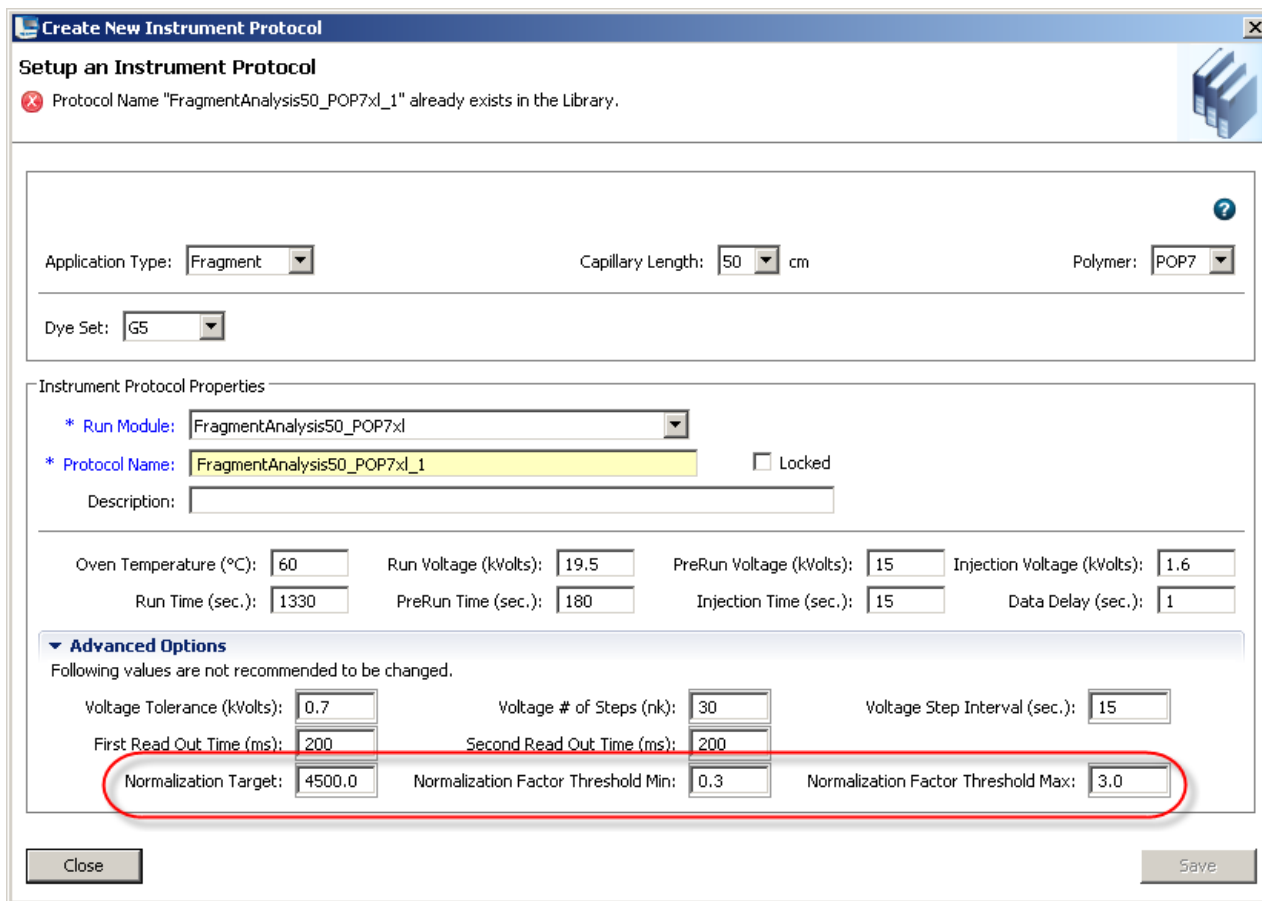 Create New Instrument Protocol
Setup an Instrument Protocol
Protocol Name "FragmentAnalysis50_POP7xl_1" already exists in the Library.
?
Application Type: Fragment Capillary Length: 50 cm Polymer: POP7
Dye Set: G5
Instrument Protocol Properties
* Run Module: FragmentAnalysis50_POP7xl
* Protocol Name: FragmentAnalysis50_POP7xl_1 Locked
Description:
Oven Temperature (°C): 60 Run Voltage (kVolts): 19.5 PreRun Voltage (kVolts): 15 Injection Voltage (kVolts): 1.6
Run Time (sec.): 1330 PreRun Time (sec.): 180 Injection Time (sec.): 15 Data Delay (sec.): 1
Advanced Options
Following values are not recommended to be changed.
Voltage Tolerance (kVolts): 0.7 Voltage # of Steps (nk): 30 Voltage Step Interval (sec.): 15
First Read Out Time (ms): 200 Second Read Out Time (ms): 200
Normalization Target: 4500.0 Normalization Factor Threshold Min: 0.3 Normalization Factor Threshold Max: 3.0
Close Save